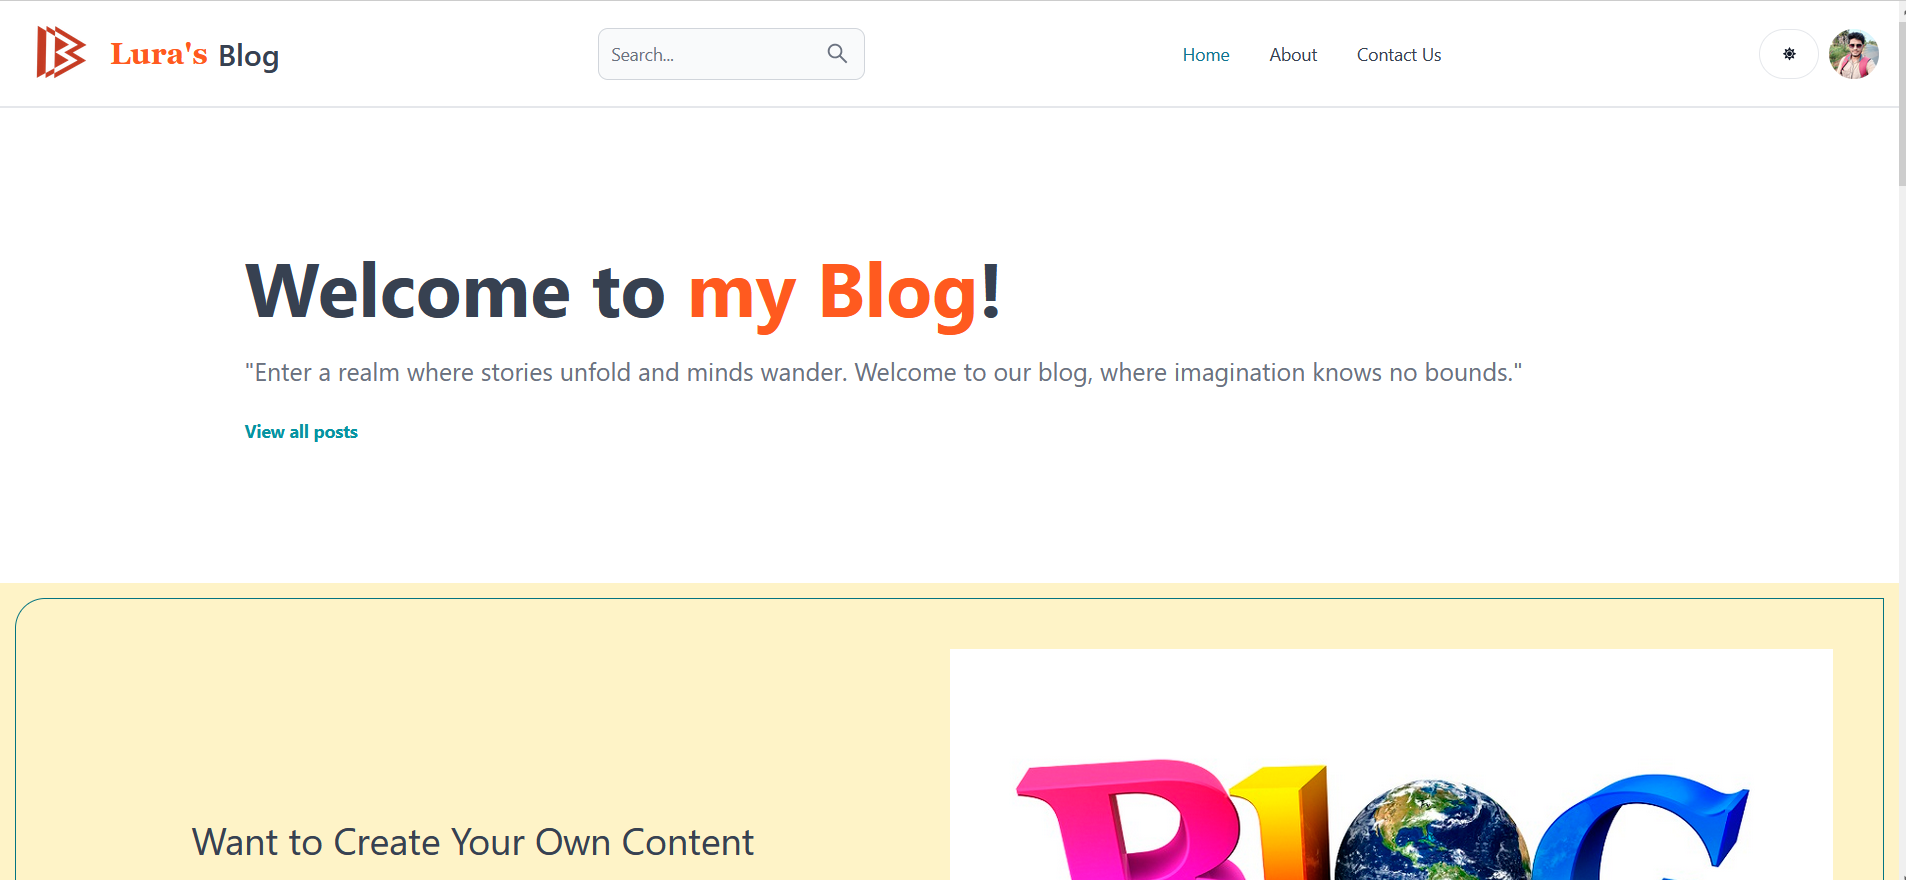 Lura's Blog
Search...
Home About Contact Us
Welcome to my Blog!
"Enter a realm where stories unfold and minds wander. Welcome to our blog, where imagination knows no bounds."
View all posts
Want to Create Your Own Content
BLOG